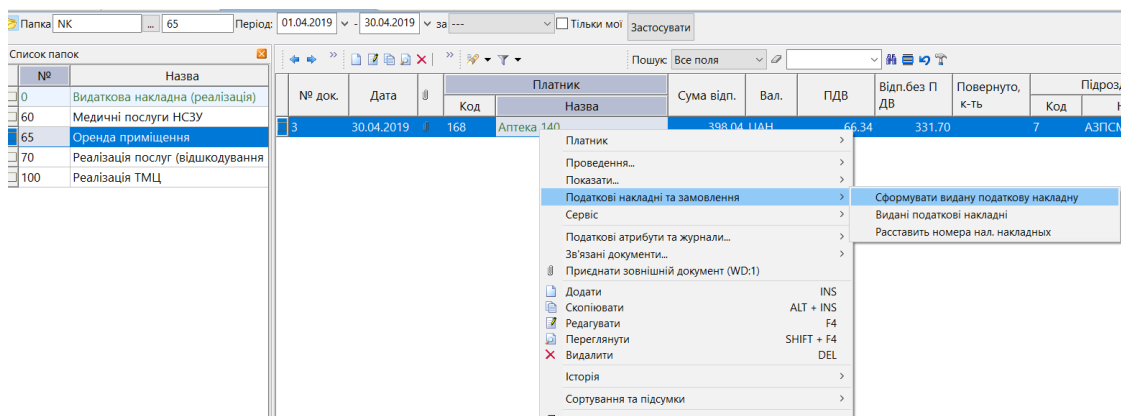 Папка NK ... 65 Період: 01.04.2019 - 30.04.2019 за --- Тільки мої Застосувати
Список папок
Пошук: Все поля
№ Назва
0 Видаткова накладна (реалізація)
60 Медичні послуги НСЗУ
65 Оренда приміщення
70 Реалізація послуг (відшкодування
100 Реалізація ТМЦ
№ док. Дата Платник Сума відп. Вал. ПДВ Відп.без П Повернуто, Підрозд
ДВ к-ть
Код Назва Код Н
3 30.04.2019 168 Аптека 140 398.04 UAH 66.34 331.70 7 АЗПСМ
Платник
Проведення...
Показати...
Податкові накладні та замовлення
Сервіс
Податкові атрибути та журнали...
Зв'язані документи...
Приєднати зовнішній документ (WD:1)
Додати INS
Скопіювати ALT + INS
Редагувати F4
Переглянути SHIFT + F4
Видалити DEL
Історія
Сортування та підсумки
Сформувати видану податкову накладну
Видані податкові накладні
Расставить номера нал. накладных